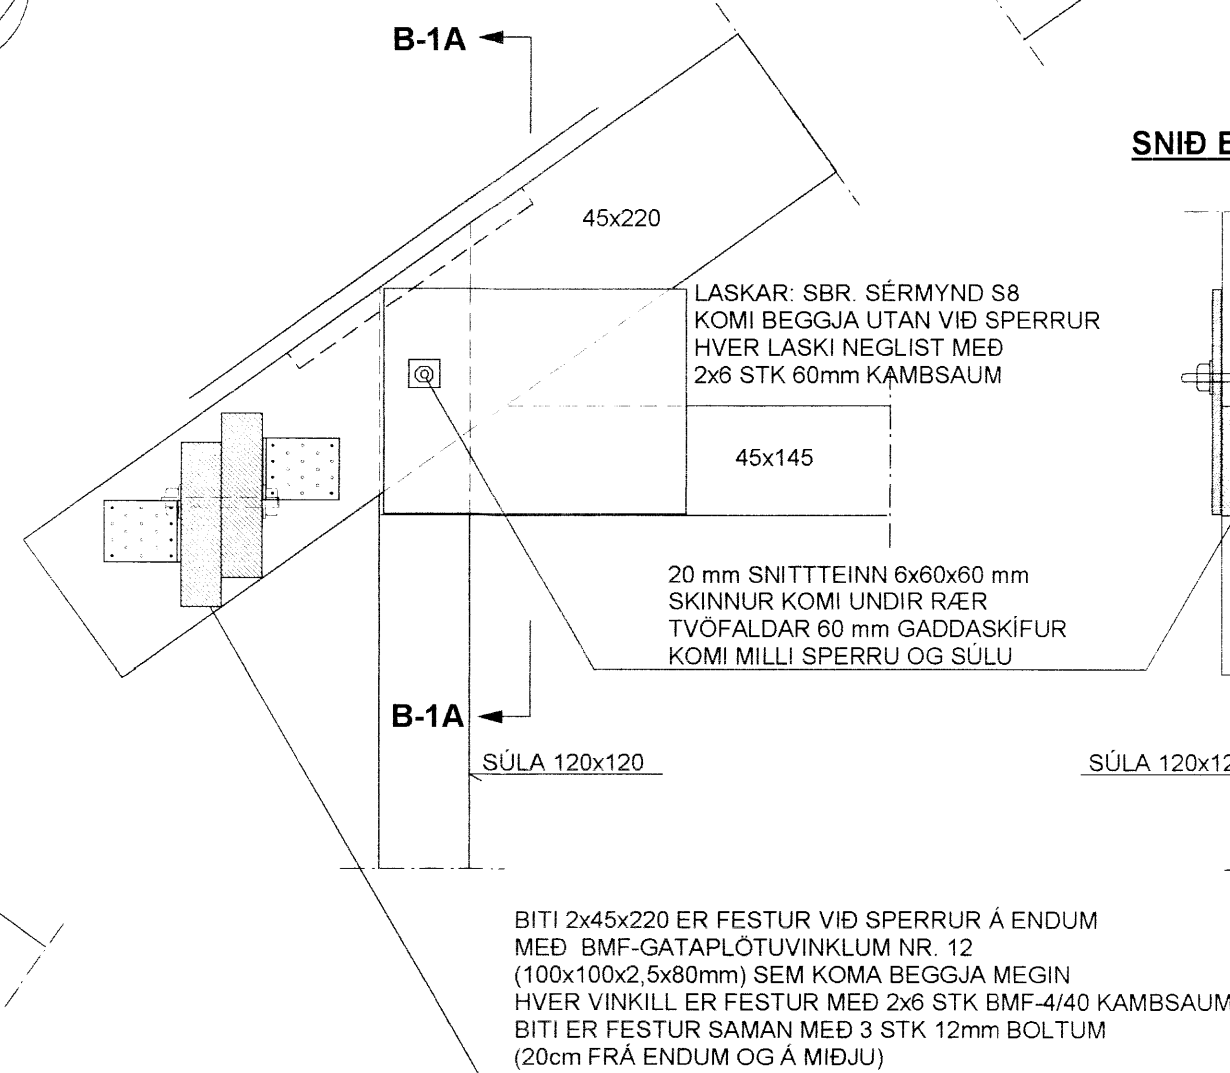 B-1A
SNIÐ
45x220
LASKAR: SBR. SÉRMYND S8
KOMI BEGGJA UTAN VIÐ SPERRUR
HVER LASKI NEGLIST MEÐ
2x6 STK 60mm KAMBSAUM
45x145
20 mm SNITTTEINN 6x60x60 mm
SKINNUR KOMI UNDIR RÆR
TVÖFALDAR 60 mm GADDASKÍFUR
KOMI MILLI SPERRU OG SÚLU
B-1A
SÚLA 120x120
SÚLA 120x12
BITI 2x45x220 ER FESTUR VIÐ SPERRUR Á ENDUM
MEÐ BMF-GATAPLÖTUVINKLUM NR. 12
(100x100x2,5x80mm) SEM KOMA BEGGJA MEGIN
HVER VINKILL ER FESTUR MEÐ 2x6 STK BMF-4/40 KAMBSAUM
BITI ER FESTUR SAMAN MEÐ 3 STK 12mm BOLTUM
(20cm FRÁ ENDUM OG Á MIÐJU)